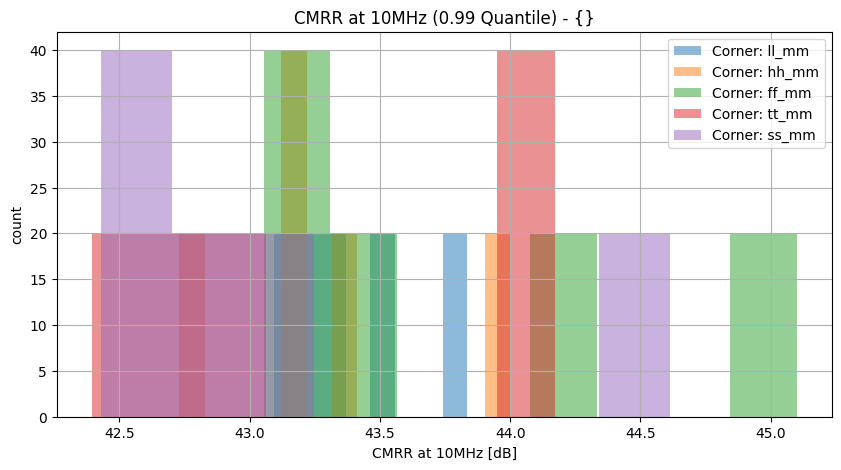 CMRR at 10MHz (0.99 Quantile) - {}
count
40
35
30
25
20
15
10
5
0
42.5
43.0
43.5
44.0
44.5
45.0
CMRR at 10MHz [dB]
Corner: ll_mm
Corner: hh_mm
Corner: ff_mm
Corner: tt_mm
Corner: ss_mm